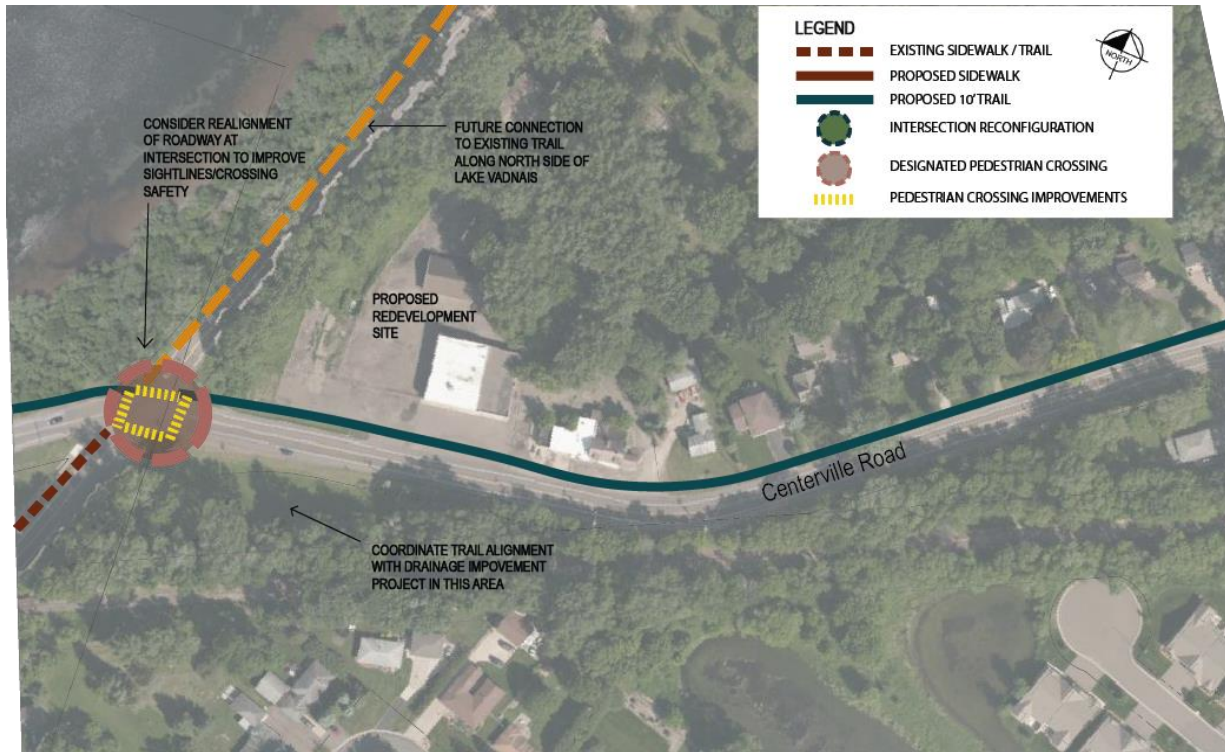 LEGEND
EXISTING SIDEWALK / TRAIL
PROPOSED SIDEWALK
PROPOSED 10' TRAIL
INTERSECTION RECONFIGURATION
DESIGNATED PEDESTRIAN CROSSING
PEDESTRIAN CROSSING IMPROVEMENTS
NORTH
CONSIDER REALIGNMENT
OF ROADWAY AT
INTERSECTION TO IMPROVE
SIGHTLINES/CROSSING
SAFETY
FUTURE CONNECTION
TO EXISTING TRAIL
ALONG NORTH SIDE OF
LAKE VADNAIS
PROPOSED
REDEVELOPMENT
SITE
Centerville Road
COORDINATE TRAIL ALIGNMENT
WITH DRAINAGE IMPOVEMENT
PROJECT IN THIS AREA